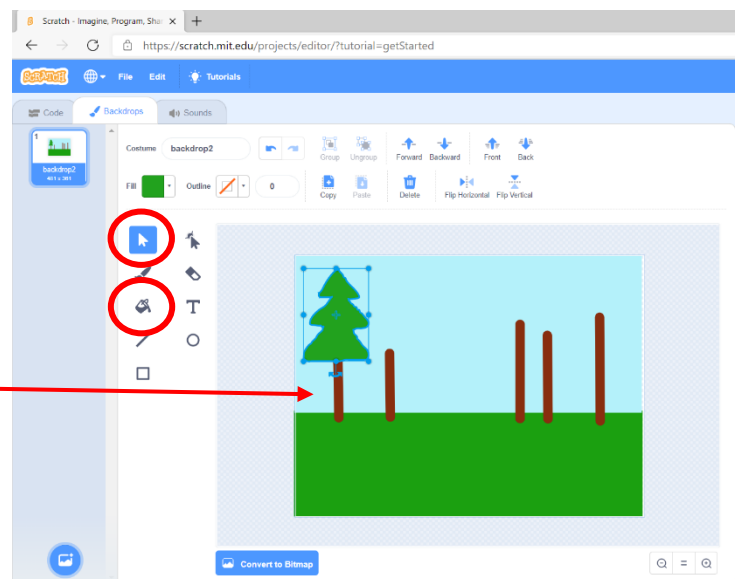 Scratch - Imagine, Program, Shar
https://scratch.mit.edu/projects/editor/?tutorial=getStarted
SCRATCH File Edit Tutorials
Code Backdrops Sounds
1
backdrop2
Costume backdrop2 Group Ungroup Forward Backward Front Back
Fill Outline 0 Copy Paste Delete Flip Horizontal Flip Vertical
T
Convert to Bitmap
=